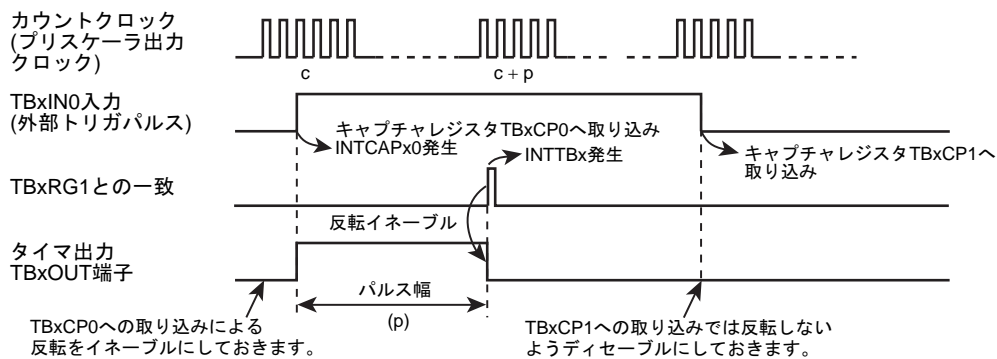 カウントクロック
(プリスケーラ出力
クロック)
c
c + p
TBxIN0入力
(外部トリガパルス)
キャプチャレジスタTBxCP0へ取り込み
INTCAPx0発生
INTTBx発生
キャプチャレジスタTBxCP1へ
取り込み
TBxRG1との一致
反転イネーブル
タイマ出力
TBxOUT端子
パルス幅
(p)
TBxCP0への取り込みによる
反転をイネーブルにしておきます。
TBxCP1への取り込みでは反転しない
ようディセーブルにしておきます。